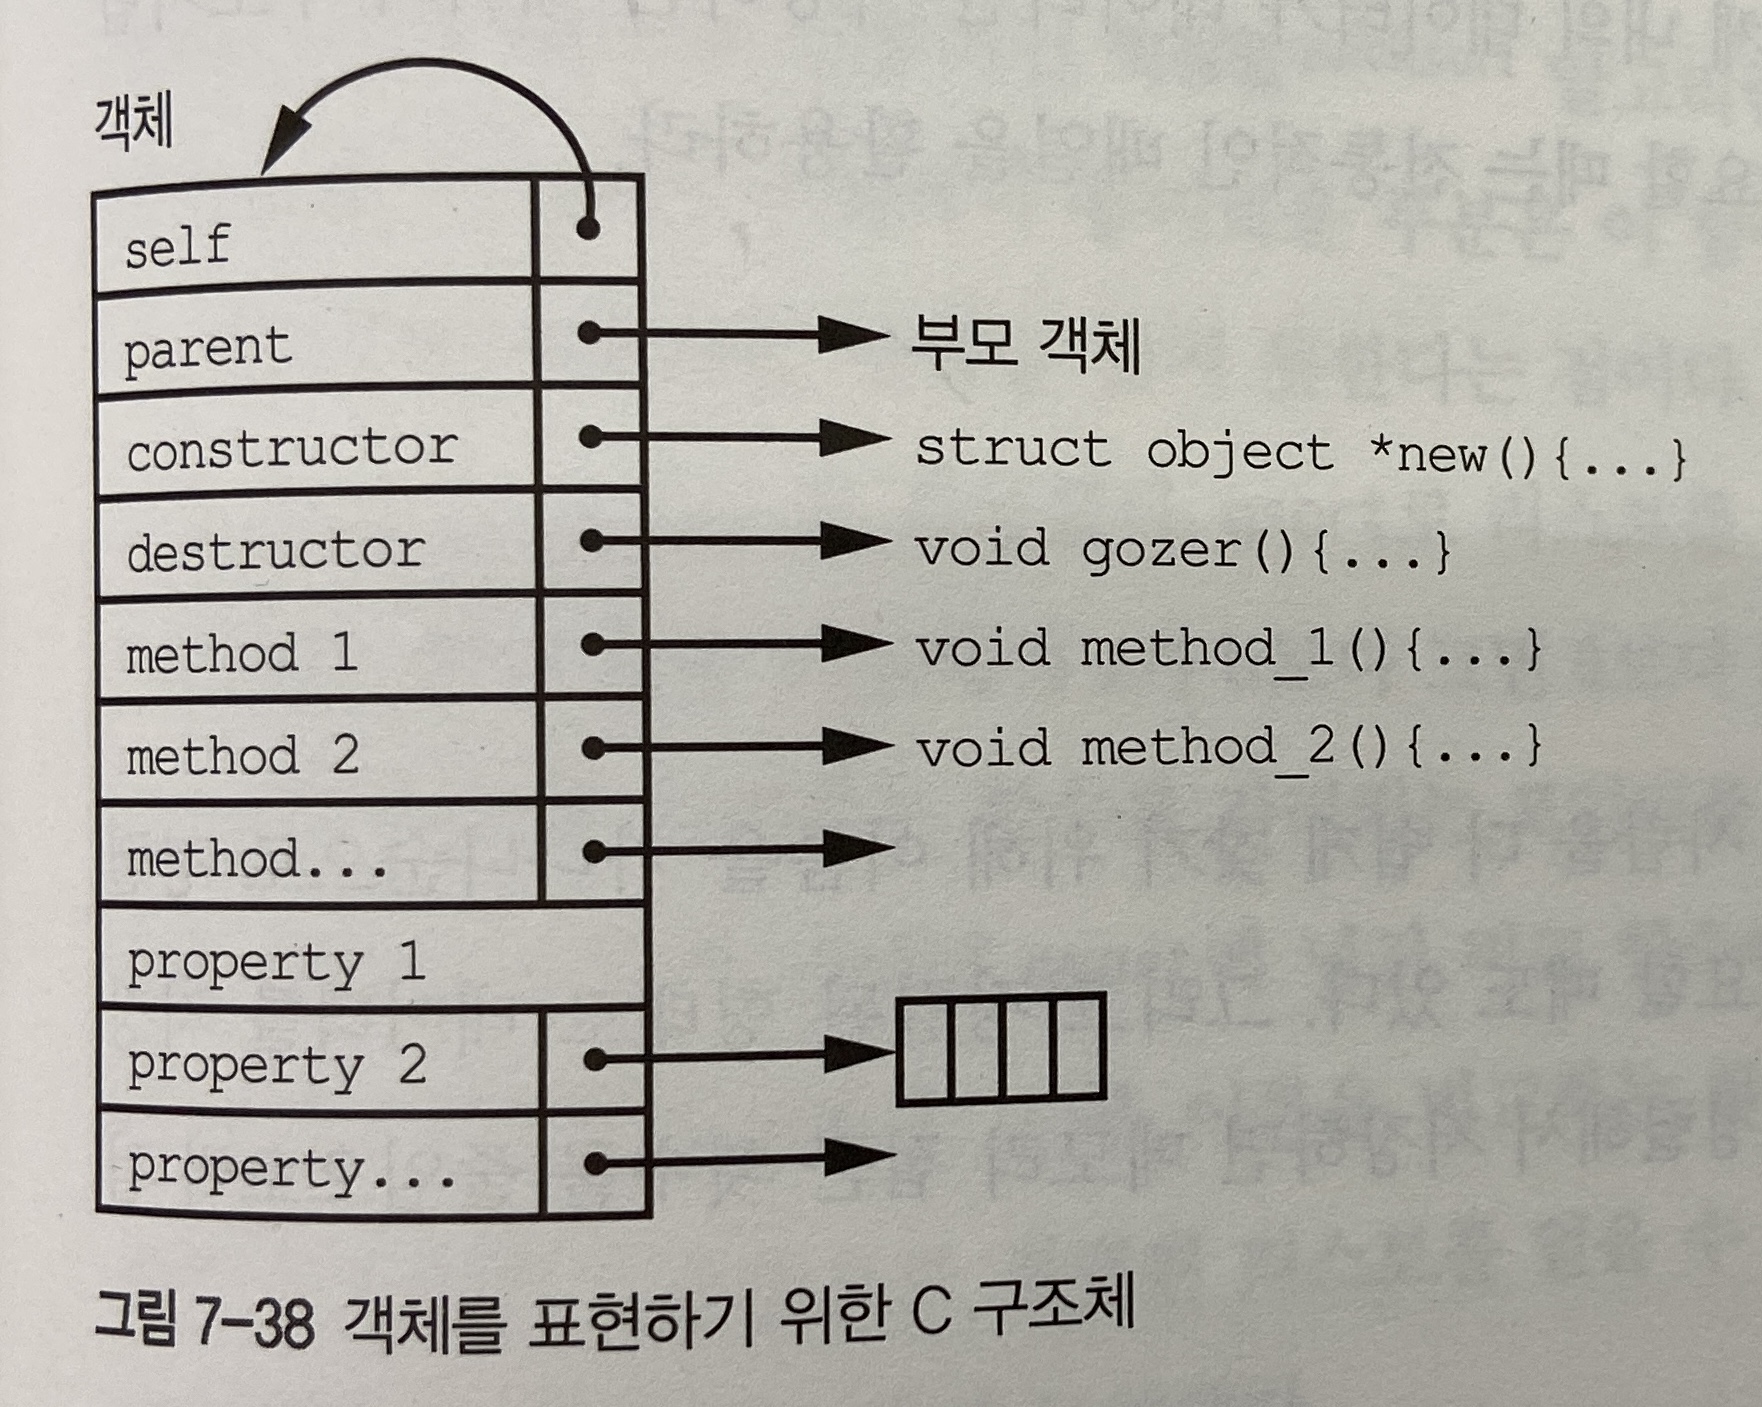 객체
self
parent
부모 객체
constructor
struct object *new(){...}
destructor
void gozer(){...}
method 1
void method_1(){...}
method 2
void method_2(){...}
method...
property 1
property 2
property...
그림 7-38 객체를 표현하기 위한 C 구조체